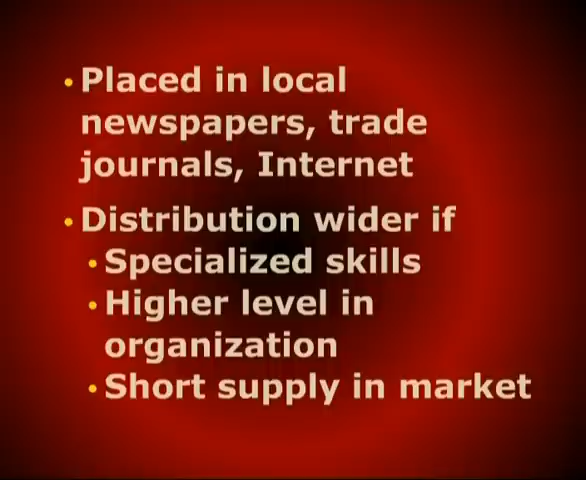 • Placed in local
newspapers, trade
journals, Internet
• Distribution wider if
• Specialized skills
• Higher level in
organization
• Short supply in market